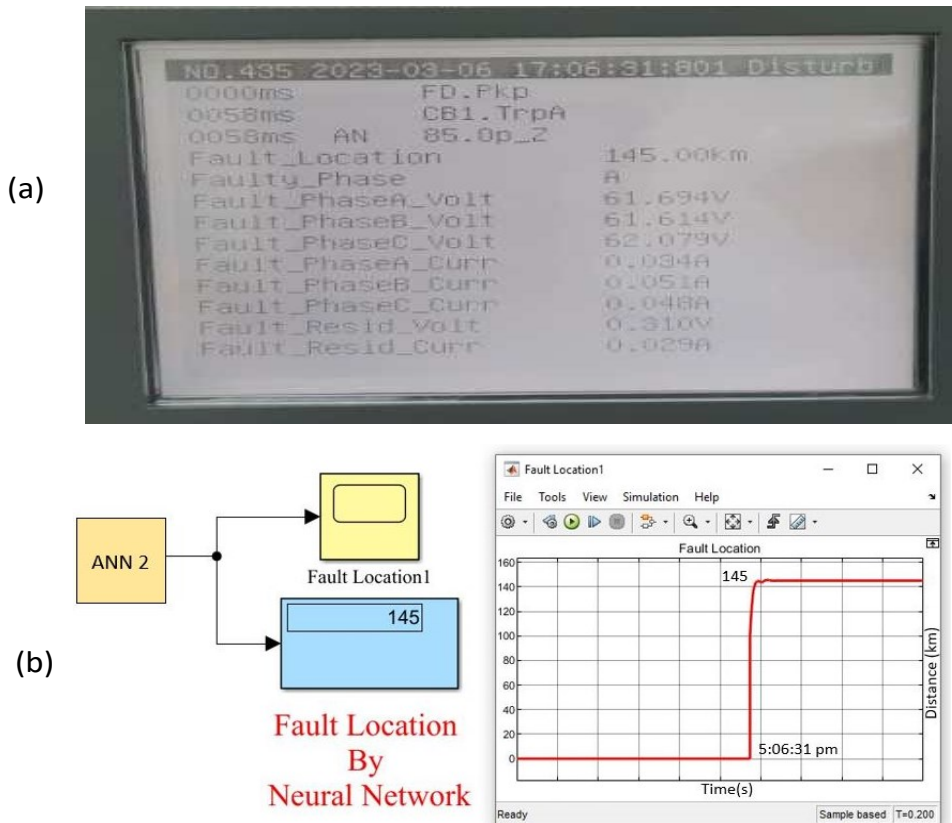 (a)
NO.435 2023-03-06 17:06:31:801 Disturb
0000ms FD.Pkp
0058ms CB1.TrpA
0058ms AN 85.Op_Z
Fault_Location 145.00km
Faulty_Phase A
Fault_PhaseA_Volt 61.694V
Fault_PhaseB_Volt 61.614V
Fault_PhaseC_Volt 62.079V
Fault_PhaseA_Curr 0.034A
Fault_PhaseB_Curr 0.051A
Fault_PhaseC_Curr 0.048A
Fault_Resid_Volt 0.310V
Fault_Resid_Curr 0.029A
(b)
ANN 2
Fault Location1
145
Fault Location
By
Neural Network
Fault Location1
File Tools View Simulation Help
Fault Location
160
140
120
100
80
60
40
20
0
145
5:06:31 pm
Distance (km)
Time(s)
Ready Sample based T=0.200